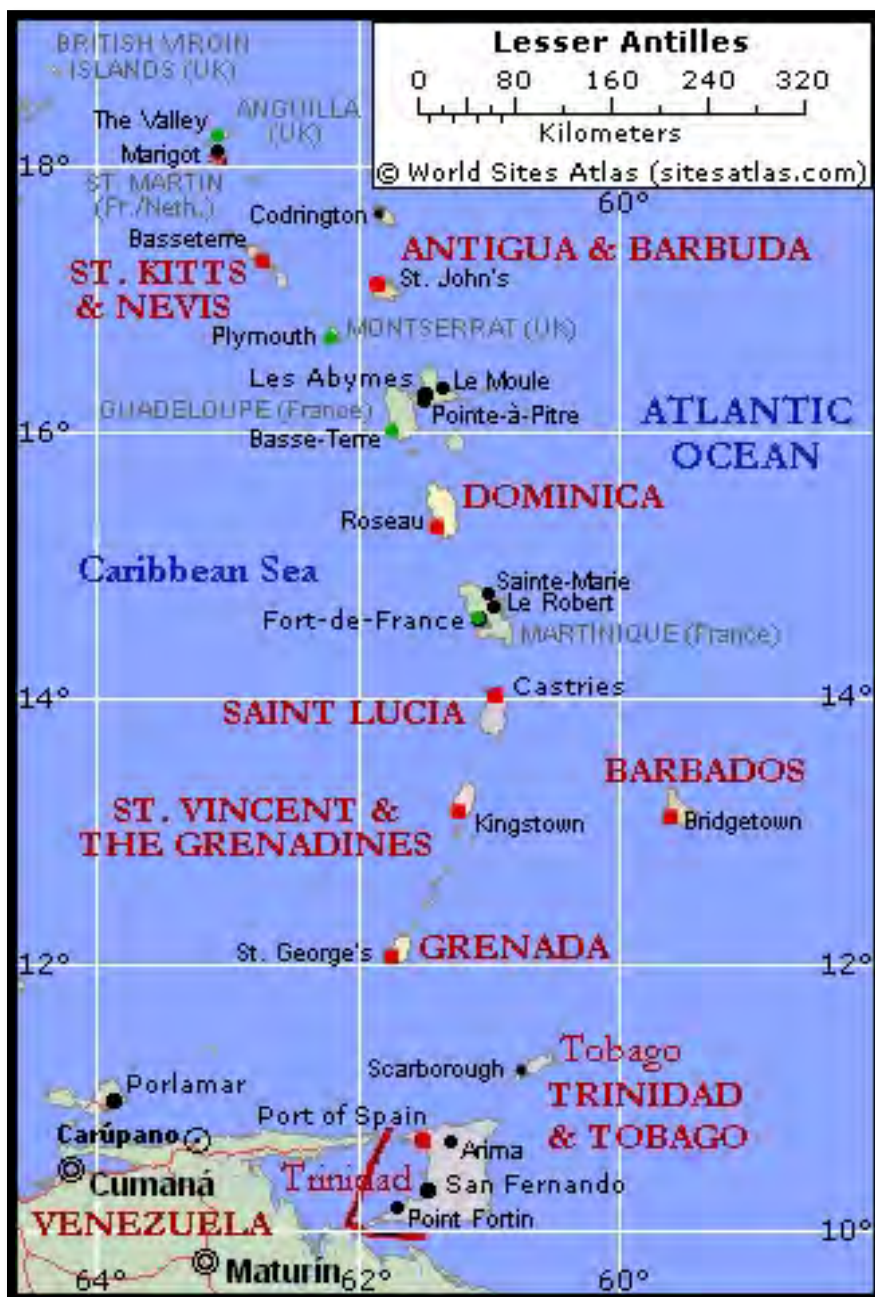 Lesser Antilles
0 80 160 240 320
Kilometers
© World Sites Atlas (sitesatlas.com)
BRITISH VIRGIN
ISLANDS (UK)
The Valley
ANGUILLA
(UK)
Marigot
18°
ST. MARTIN
(Fr./Neth.)
60°
Codrington
Basseterre
ANTIGUA & BARBUDA
ST. KITTS
& NEVIS
St. John's
Plymouth
MONTSERRAT (UK)
Les Abymes
Le Moule
GUADELOUPE (France)
Pointe-à-Pitre
ATLANTIC
OCEAN
16°
Basse-Terre
DOMINICA
Roseau
Caribbean Sea
Sainte-Marie
Le Robert
Fort-de-France
MARTINIQUE (France)
14°
Castries
14°
SAINT LUCIA
BARBADOS
ST. VINCENT &
THE GRENADINES
Kingstown
Bridgetown
St. George's
GRENADA
12°
12°
Scarborough
Tobago
TRINIDAD
& TOBAGO
Porlamar
Port of Spain
Carúpano
Arima
Cumaná
Trinidad
San Fernando
VENEZUELA
Point Fortin
10°
64°
Maturín
62°
60°